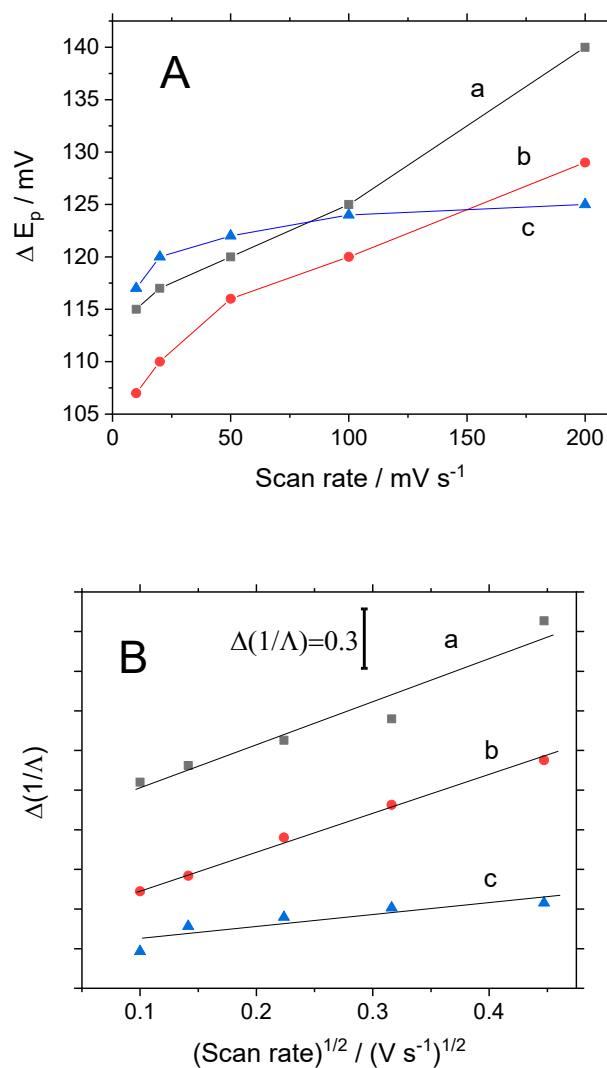 A
140
135
130
125
120
115
110
105
Δ E_p / mV
a
b
c
0
50
100
150
200
Scan rate / mV s⁻¹
B
Δ(1/Λ)=0.3
a
b
c
Δ(1/Λ)
0.1
0.2
0.3
0.4
(Scan rate)^1/2 / (V s⁻¹)^1/2